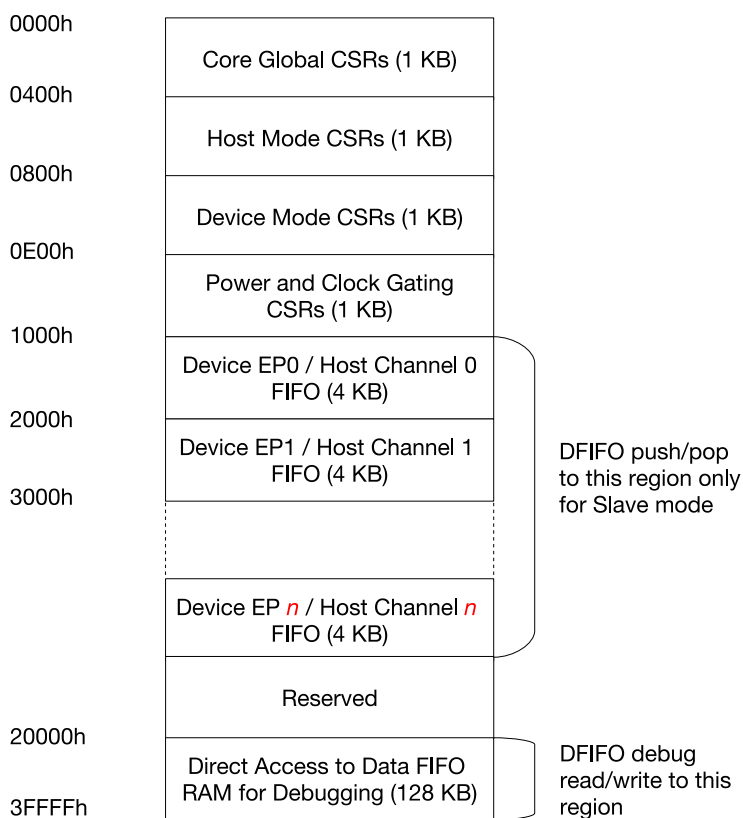 0000h
Core Global CSRs (1 KB)
0400h
Host Mode CSRs (1 KB)
0800h
Device Mode CSRs (1 KB)
0E00h
Power and Clock Gating
CSRs (1 KB)
1000h
Device EP0 / Host Channel 0
FIFO (4 KB)
2000h
Device EP1 / Host Channel 1
FIFO (4 KB)
3000h
DFIFO push/pop
to this region only
for Slave mode
Device EP n / Host Channel n
FIFO (4 KB)
Reserved
20000h
Direct Access to Data FIFO
RAM for Debugging (128 KB)
3FFFFh
DFIFO debug
read/write to this
region